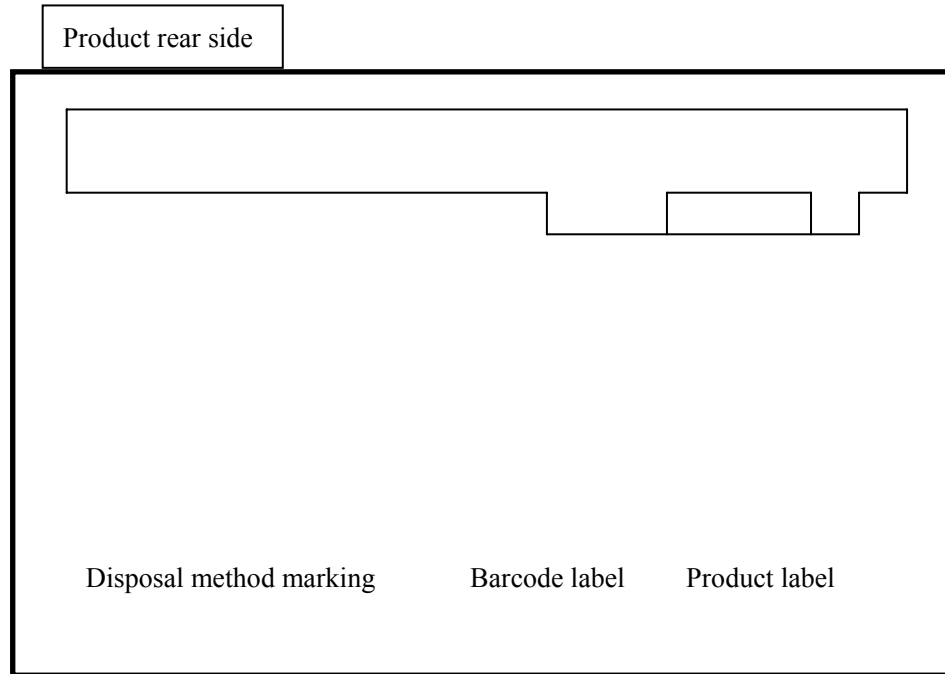 Product rear side
Disposal method marking Barcode label Product label